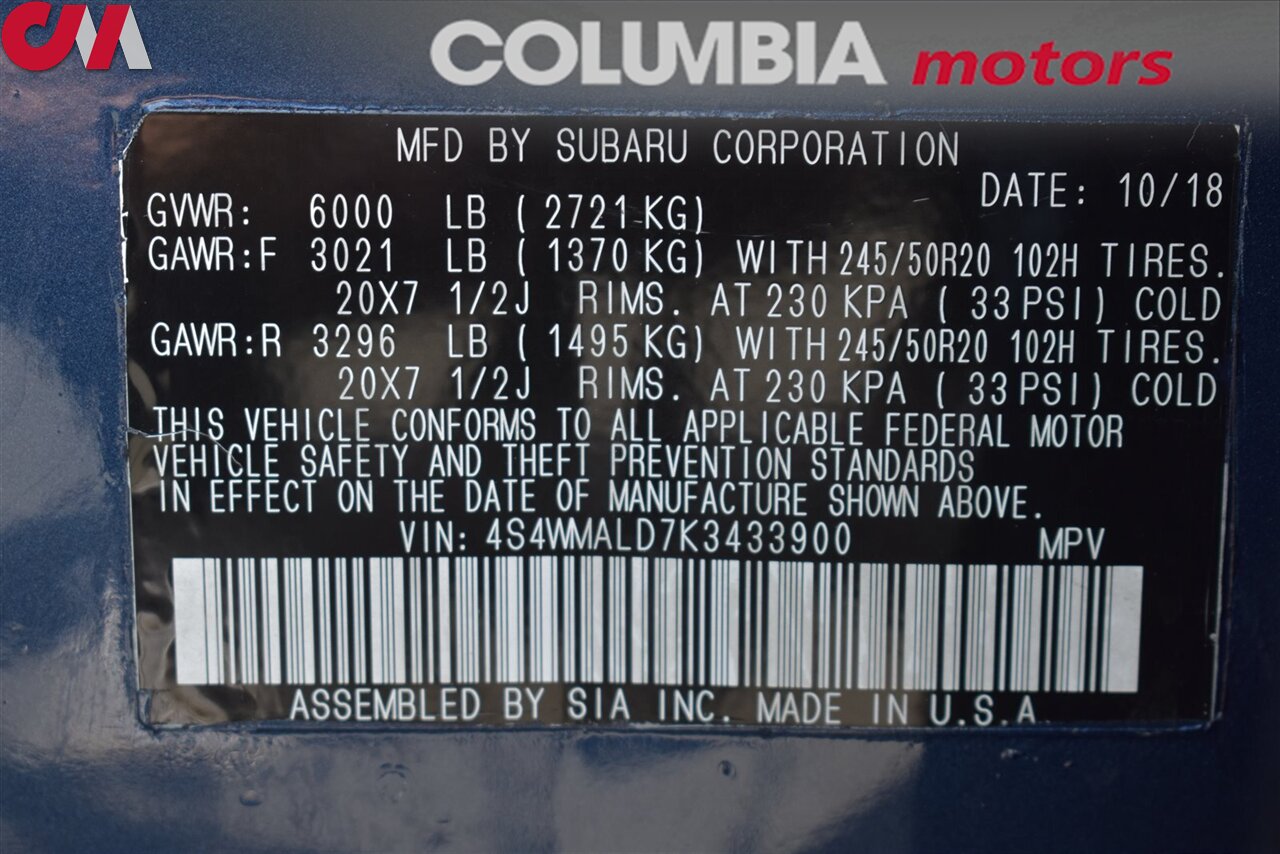 CM COLUMBIA motors
MFD BY SUBARU CORPORATION
DATE: 10/18
GVWR: 6000 LB ( 2721 KG)
GAWR:F 3021 LB ( 1370 KG) WITH 245/50R20 102H TIRES.
20X7 1/2J RIMS. AT 230 KPA ( 33 PSI) COLD
GAWR:R 3296 LB ( 1495 KG) WITH 245/50R20 102H TIRES.
20X7 1/2J RIMS. AT 230 KPA ( 33 PSI) COLD
THIS VEHICLE CONFORMS TO ALL APPLICABLE FEDERAL MOTOR
VEHICLE SAFETY AND THEFT PREVENTION STANDARDS
IN EFFECT ON THE DATE OF MANUFACTURE SHOWN ABOVE.
VIN: 4S4WMALD7K3433900 MPV
ASSEMBLED BY SIA INC. MADE IN U.S.A